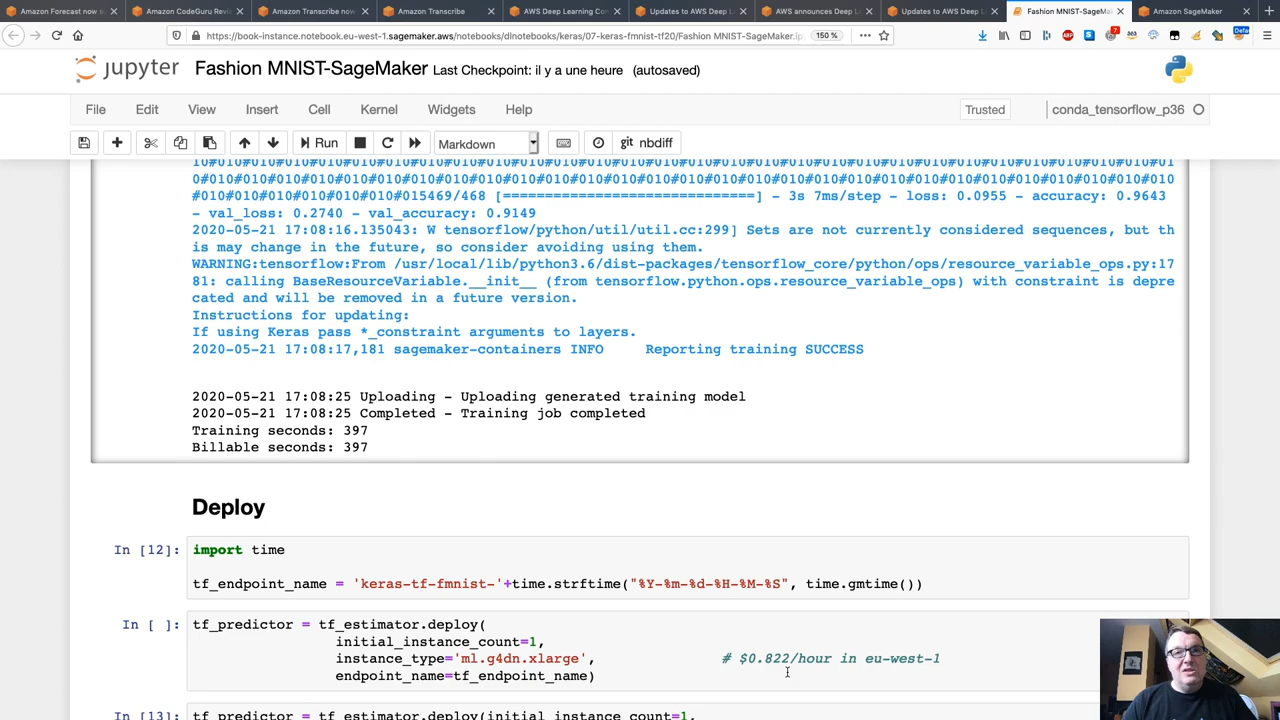 Amazon Forecast now s
Amazon CodeGuru Revi
Amazon Transcribe now
Amazon Transcribe
AWS Deep Learning Con
Updates to AWS Deep L
AWS announces Deep L
Updates to AWS Deep L
Fashion MNIST-SageMa
Amazon SageMaker
https://book-instance.notebook.eu-west-1.sagemaker.aws/notebooks/dlnotebooks/keras/07-keras-fmnist-tf20/Fashion MNIST-SageMaker.ip
150 %
jupyter Fashion MNIST-SageMaker Last Checkpoint: il y a une heure (autosaved)
File Edit View Insert Cell Kernel Widgets Help Trusted conda_tensorflow_p36
Run Markdown git nbdiff
10#010#010#010#010#010#010#010#010#010#010#010#010#010#010#010#010#010#010#010#010#010#010#010#010#010#010#010#010#01
0#010#010#010#010#010#010#010#010#010#010#010#010#010#010#010#010#010#010#010#010#010#010#010#010#010#010#010#010#010
#010#010#010#010#010#010#015469/468 [==============================] - 3s 7ms/step - loss: 0.0955 - accuracy: 0.9643
- val_loss: 0.2740 - val_accuracy: 0.9149
2020-05-21 17:08:16.135043: W tensorflow/python/util/util.cc:299] Sets are not currently considered sequences, but th
is may change in the future, so consider avoiding using them.
WARNING:tensorflow:From /usr/local/lib/python3.6/dist-packages/tensorflow_core/python/ops/resource_variable_ops.py:17
81: calling BaseResourceVariable.__init__ (from tensorflow.python.ops.resource_variable_ops) with constraint is depre
cated and will be removed in a future version.
Instructions for updating:
If using Keras pass *_constraint arguments to layers.
2020-05-21 17:08:17,181 sagemaker-containers INFO     Reporting training SUCCESS
2020-05-21 17:08:25 Uploading - Uploading generated training model
2020-05-21 17:08:25 Completed - Training job completed
Training seconds: 397
Billable seconds: 397
Deploy
In [12]: import time
tf_endpoint_name = 'keras-tf-fmnist-'+time.strftime("%Y-%m-%d-%H-%M-%S", time.gmtime())
In [ ]: tf_predictor = tf_estimator.deploy(
initial_instance_count=1,
instance_type='ml.g4dn.xlarge', # $0.822/hour in eu-west-1
endpoint_name=tf_endpoint_name)
In [13]: tf_predictor = tf_estimator.deploy(initial_instance_count=1,